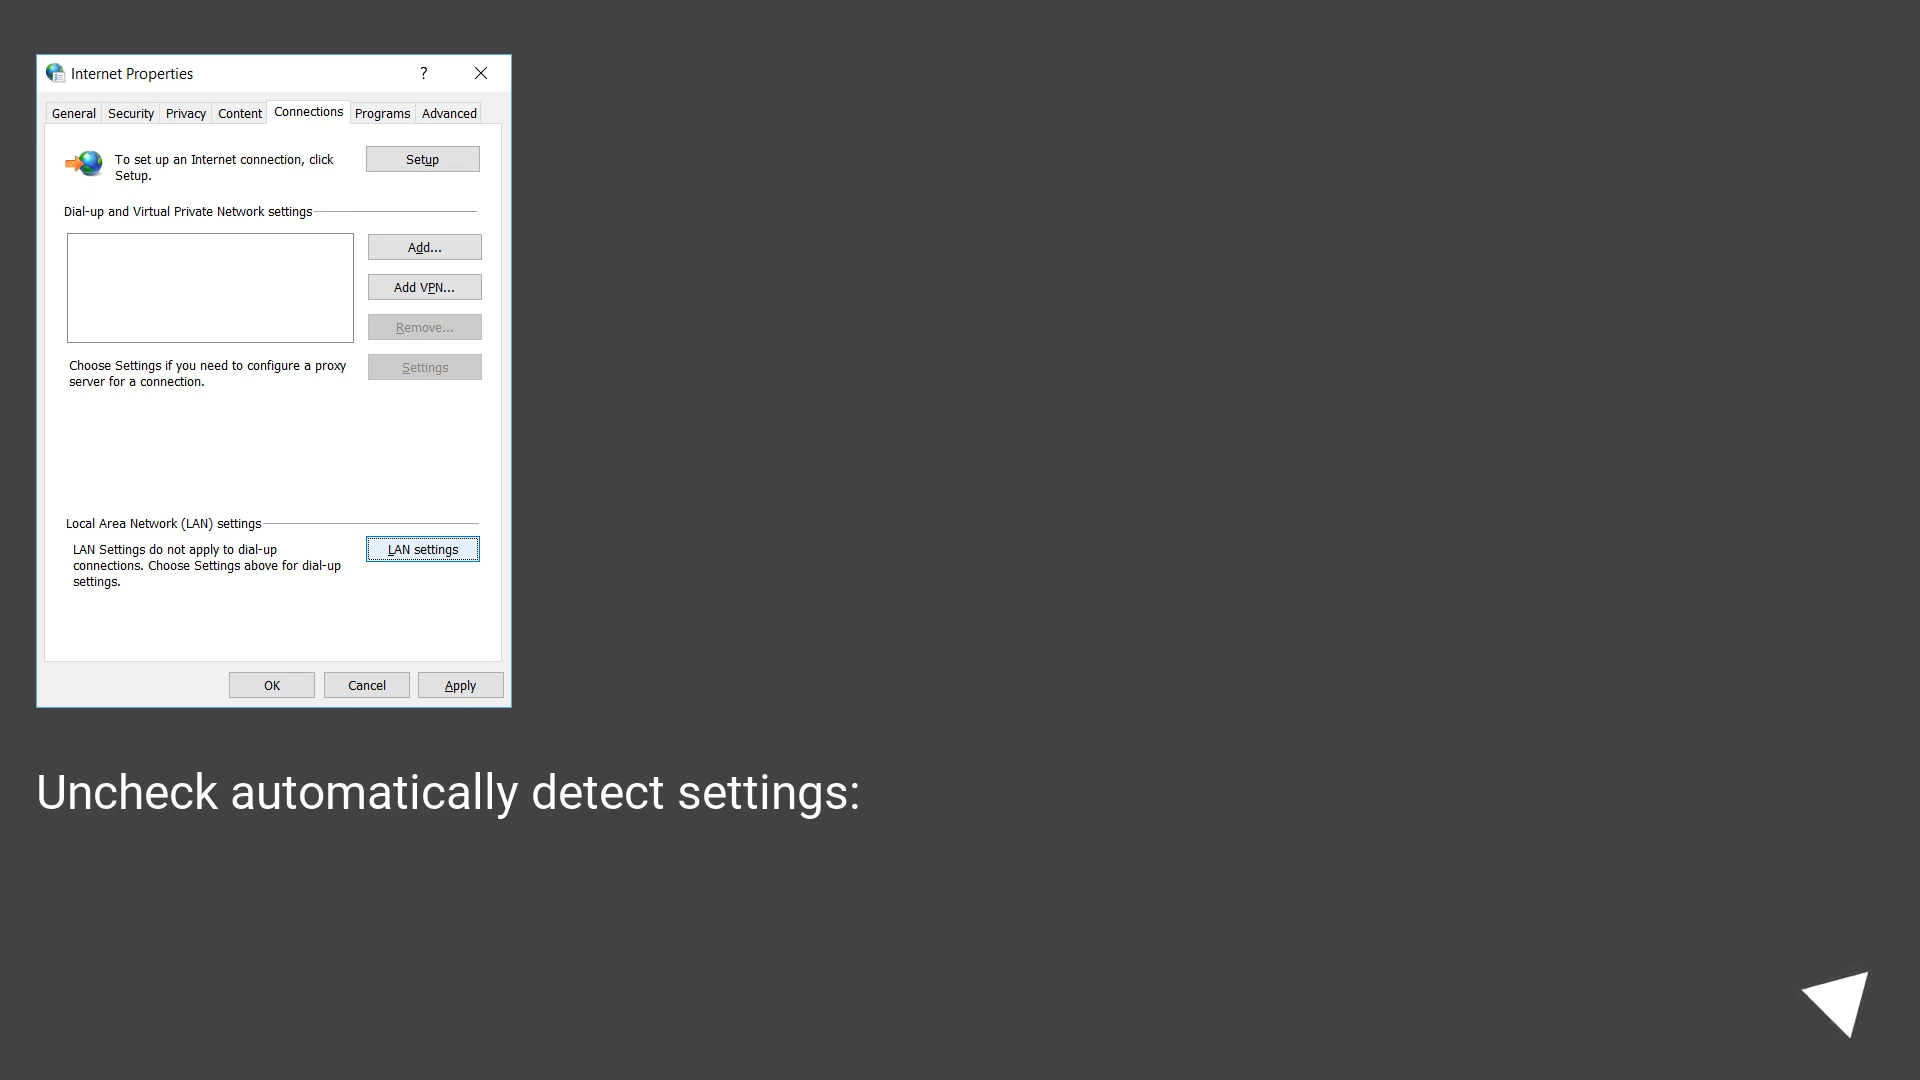 Internet Properties
?
General Security Privacy Content Connections Programs Advanced
To set up an Internet connection, click
Setup.
Setup
Dial-up and Virtual Private Network settings
Add...
Add VPN...
Remove...
Choose Settings if you need to configure a proxy
server for a connection.
Settings
Local Area Network (LAN) settings
LAN Settings do not apply to dial-up
connections. Choose Settings above for dial-up
settings.
LAN settings
OK Cancel Apply
Uncheck automatically detect settings: